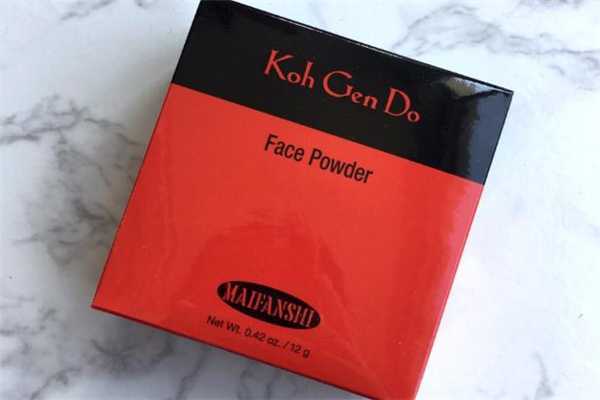 Koh Gen Do
Face Powder
MAIFANSHI
Net Wt. 0.42 oz. / 12 g